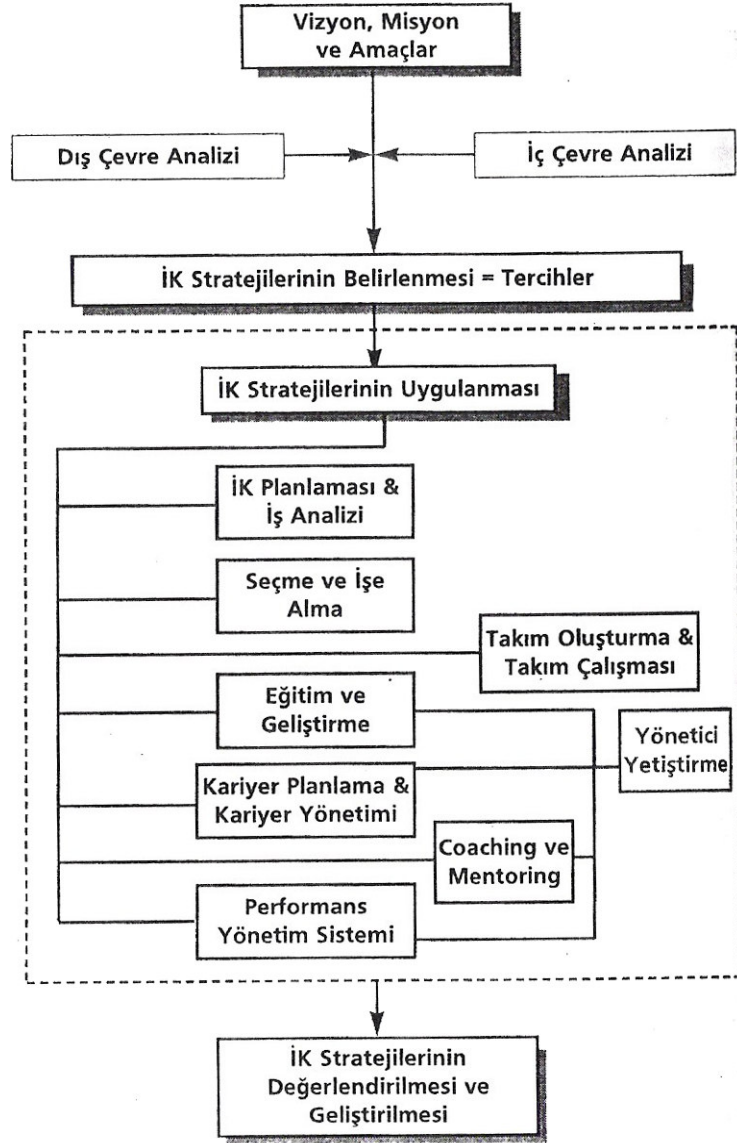 Vizyon, Misyon
ve Amaçlar
Dış Çevre Analizi
İç Çevre Analizi
İK Stratejilerinin Belirlenmesi = Tercihler
İK Stratejilerinin Uygulanması
İK Planlaması &
İş Analizi
Seçme ve İşe
Alma
Takım Oluşturma &
Takım Çalışması
Eğitim ve
Geliştirme
Yönetici
Yetiştirme
Kariyer Planlama &
Kariyer Yönetimi
Coaching ve
Mentoring
Performans
Yönetim Sistemi
İK Stratejilerinin
Değerlendirilmesi ve
Geliştirilmesi